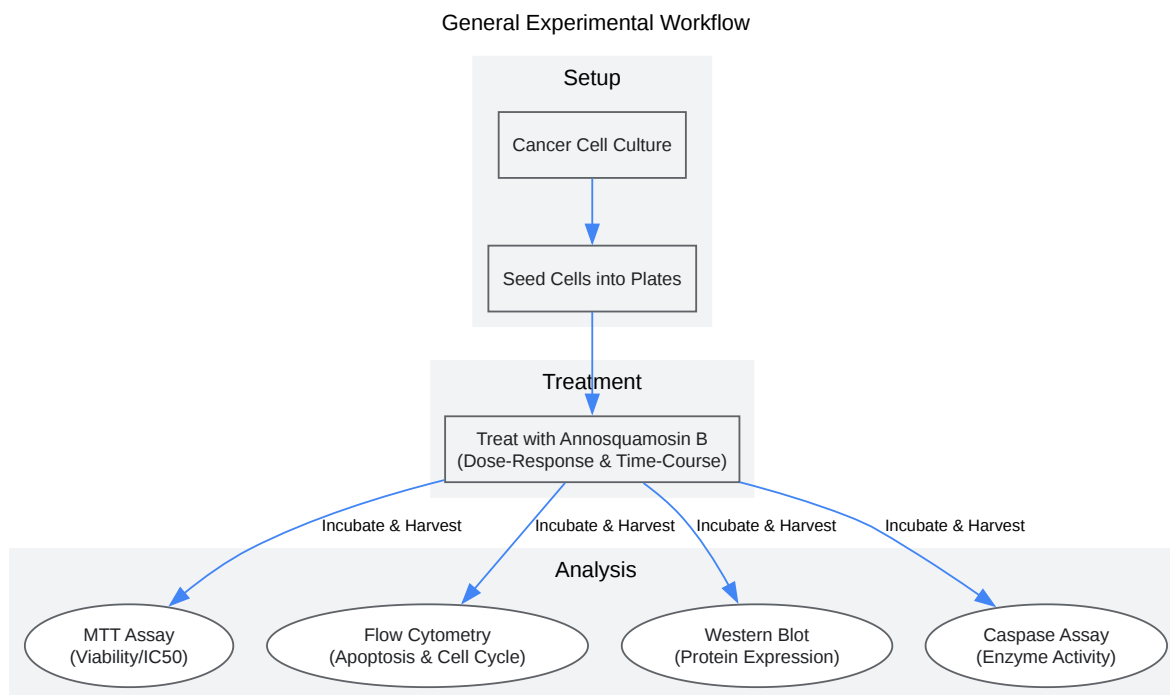 General Experimental Workflow
Setup
Cancer Cell Culture
Seed Cells into Plates
Treatment
Treat with Annosquamosin B
(Dose-Response & Time-Course)
Incubate & Harvest
Incubate & Harvest
Incubate & Harvest
Incubate & Harvest
Analysis
MTT Assay
(Viability/IC50)
Flow Cytometry
(Apoptosis & Cell Cycle)
Western Blot
(Protein Expression)
Caspase Assay
(Enzyme Activity)